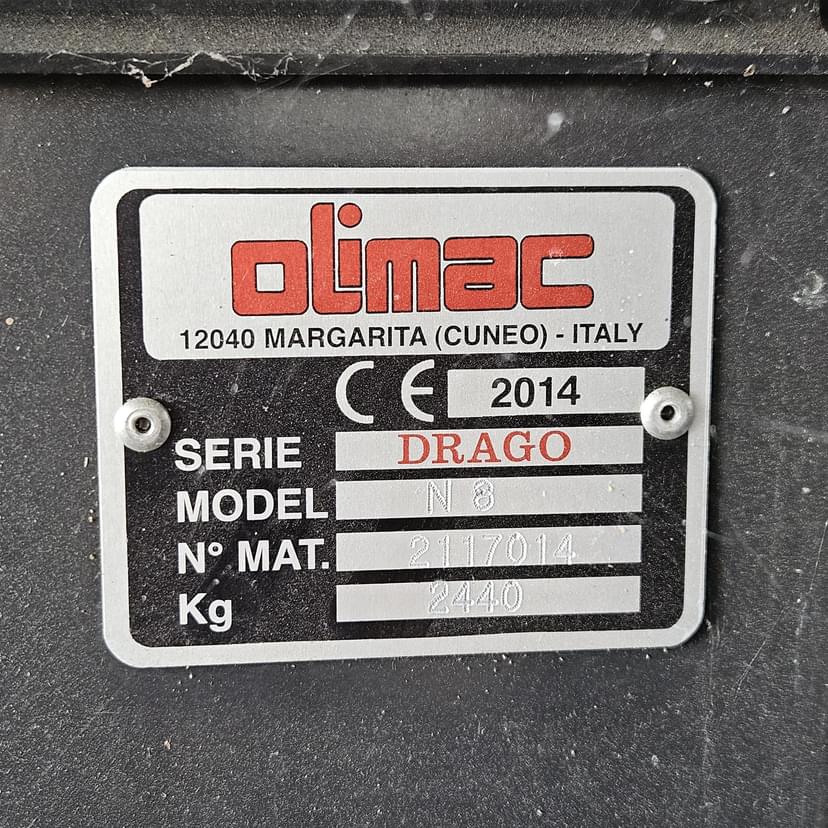 olimac
12040 MARGARITA (CUNEO) - ITALY
CE 2014
SERIE DRAGO
MODEL N 8
N° MAT. 2117014
Kg 2440